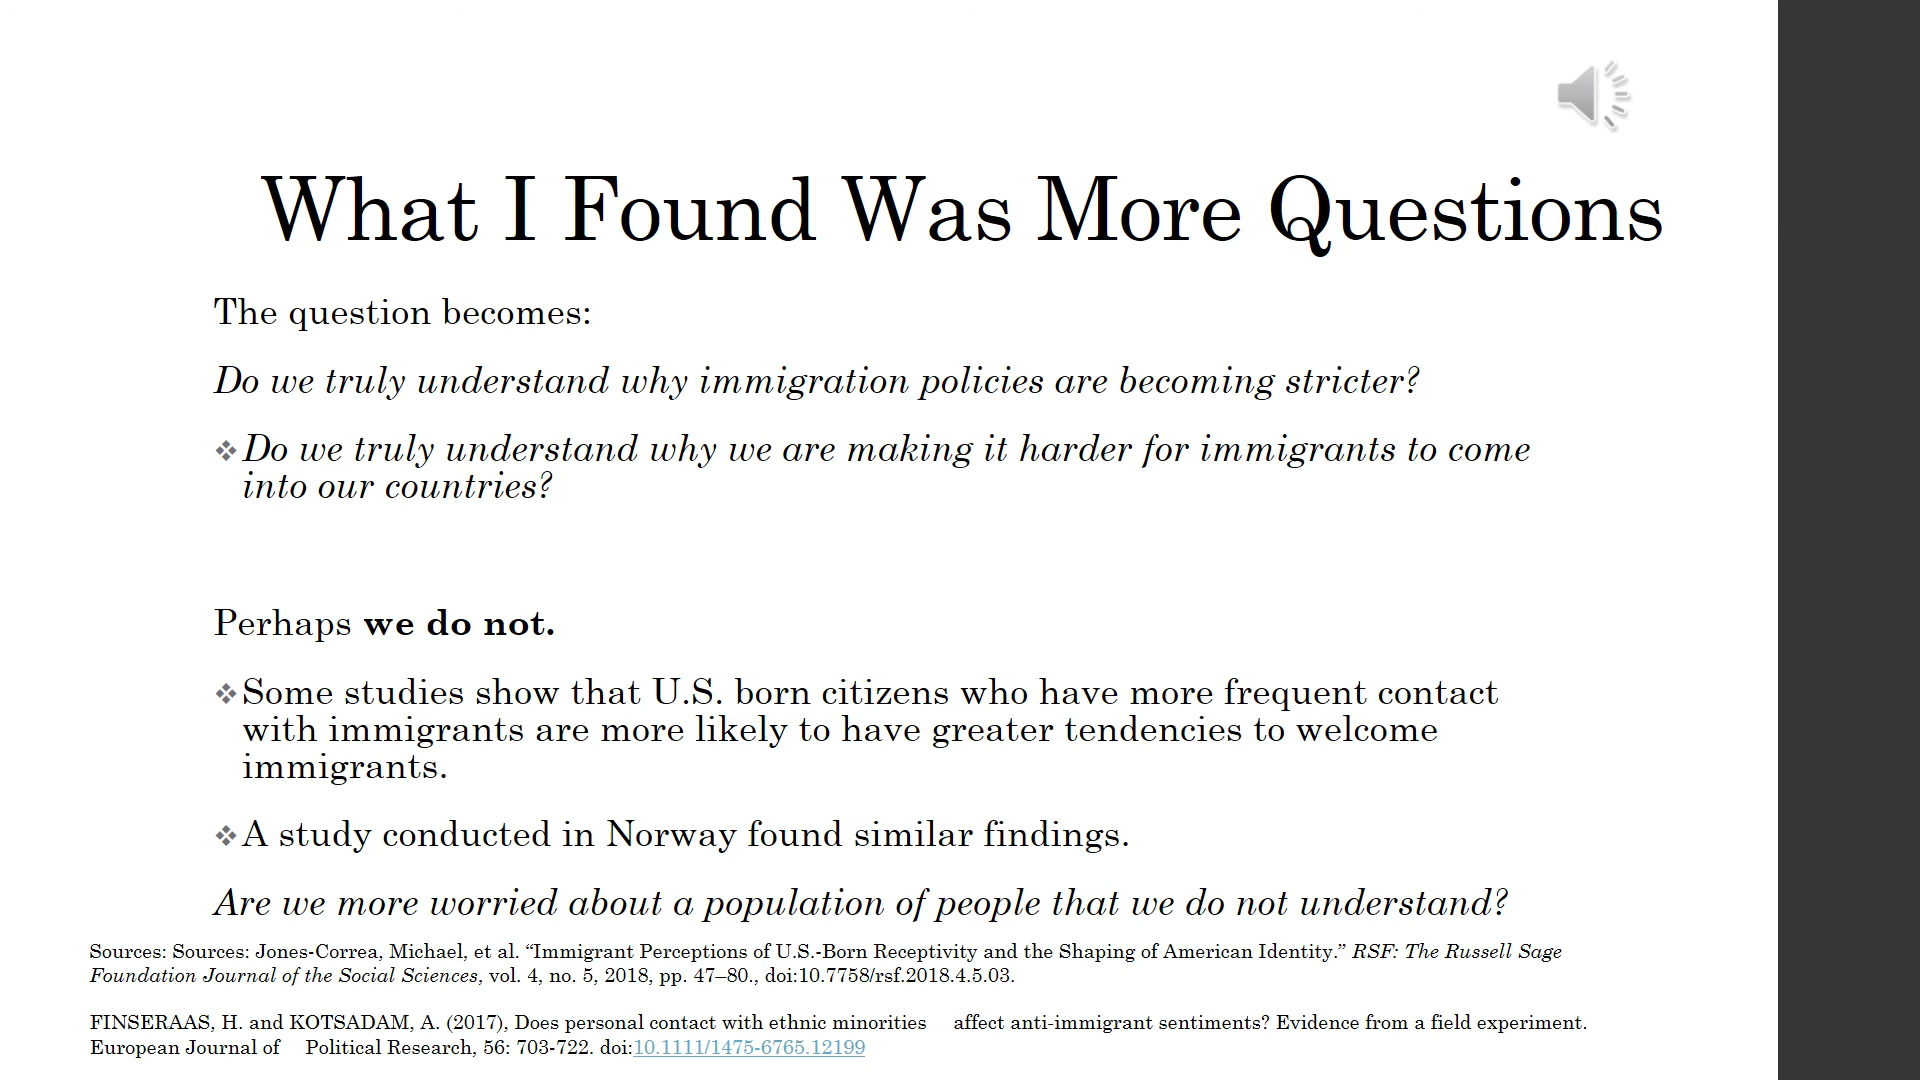 What I Found Was More Questions
The question becomes:
Do we truly understand why immigration policies are becoming stricter?
❖Do we truly understand why we are making it harder for immigrants to come
into our countries?
Perhaps we do not.
❖Some studies show that U.S. born citizens who have more frequent contact
with immigrants are more likely to have greater tendencies to welcome
immigrants.
❖A study conducted in Norway found similar findings.
Are we more worried about a population of people that we do not understand?
Sources: Sources: Jones-Correa, Michael, et al. “Immigrant Perceptions of U.S.-Born Receptivity and the Shaping of American Identity.” RSF: The Russell Sage
Foundation Journal of the Social Sciences, vol. 4, no. 5, 2018, pp. 47–80., doi:10.7758/rsf.2018.4.5.03.
FINSERAAS, H. and KOTSADAM, A. (2017), Does personal contact with ethnic minorities affect anti-immigrant sentiments? Evidence from a field experiment.
European Journal of Political Research, 56: 703-722. doi:10.1111/1475-6765.12199